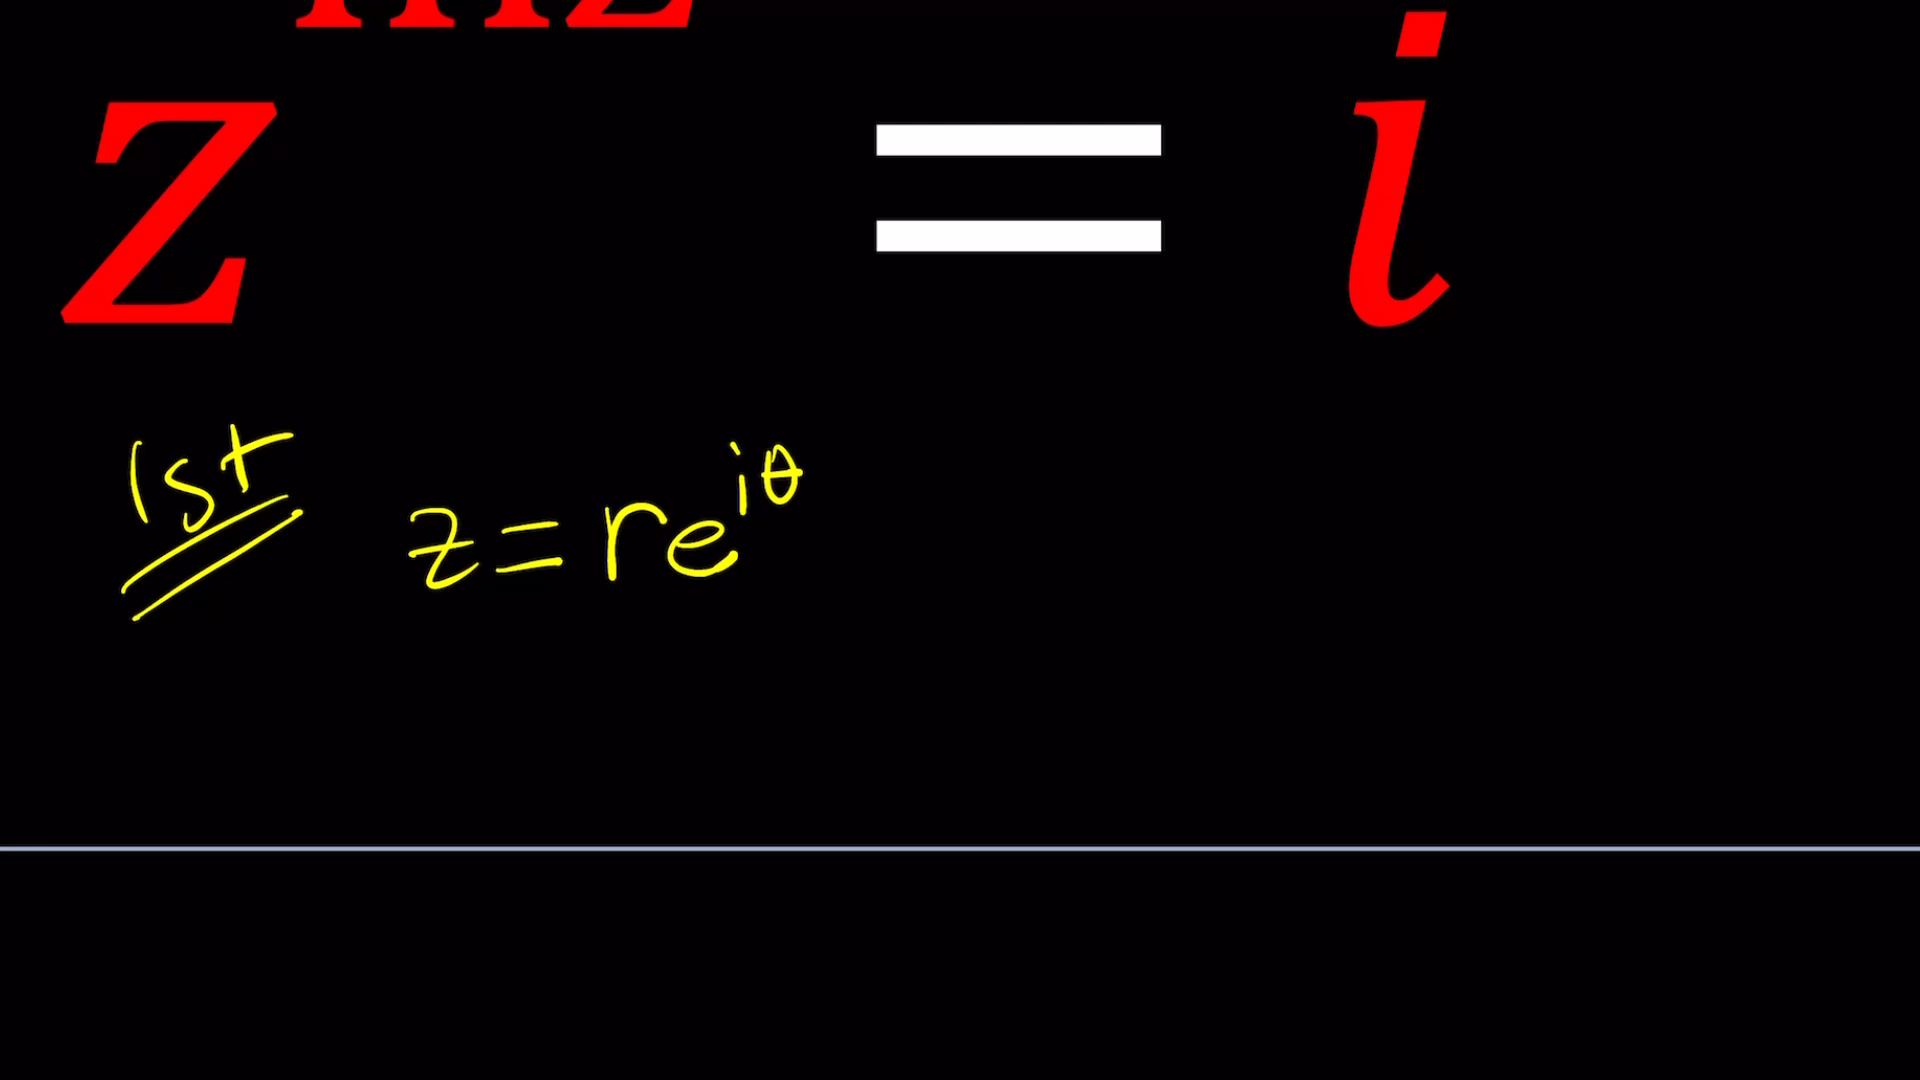 z = i
1st z=re^{iθ}